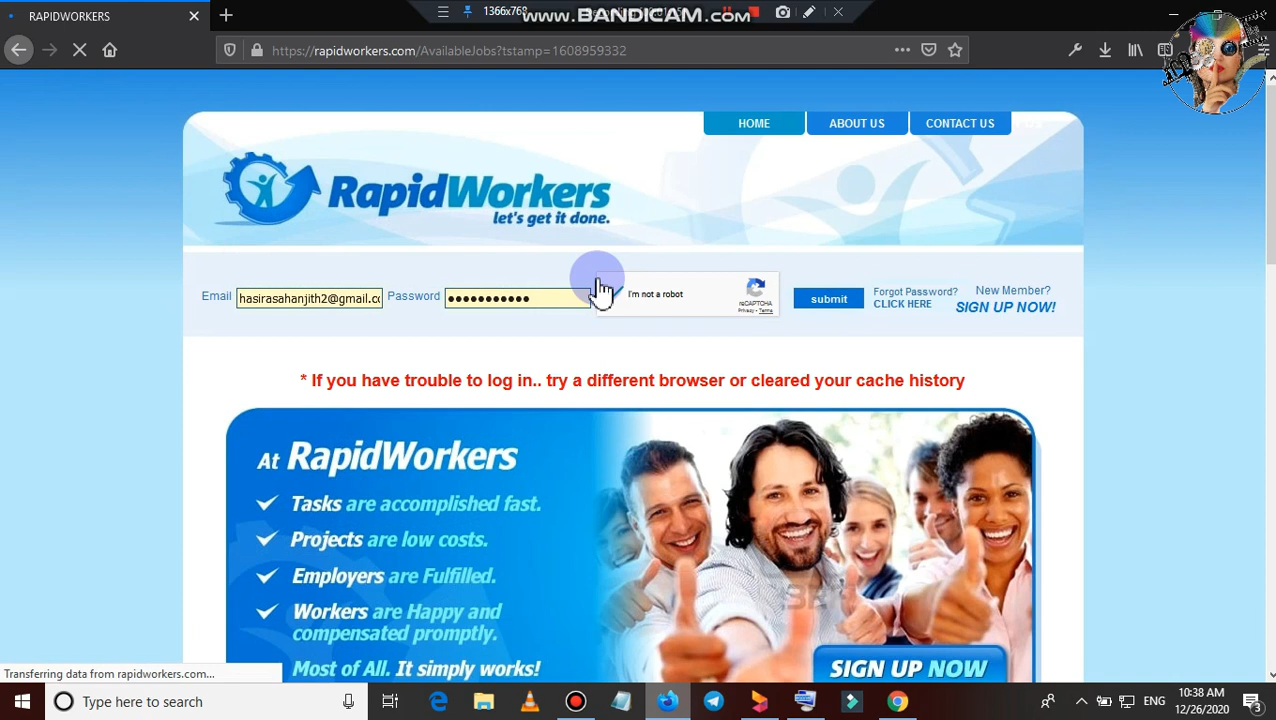 RAPIDWORKERS
1366x768
www.BANDICAM.com
https://rapidworkers.com/AvailableJobs?tstamp=1608959332
HOME
ABOUT US
CONTACT US
RapidWorkers
let's get it done.
Email
hasirasahanjith2@gmail.co
Password
I'm not a robot
reCAPTCHA
Privacy - Terms
submit
Forgot Password?
CLICK HERE
New Member?
SIGN UP NOW!
* If you have trouble to log in.. try a different browser or cleared your cache history
At RapidWorkers
Tasks are accomplished fast.
Projects are low costs.
Employers are Fulfilled.
Workers are Happy and
compensated promptly.
Most of All. It simply works!
SIGN UP NOW
Transferring data from rapidworkers.com...
Type here to search
ENG
10:38 AM
12/26/2020
3